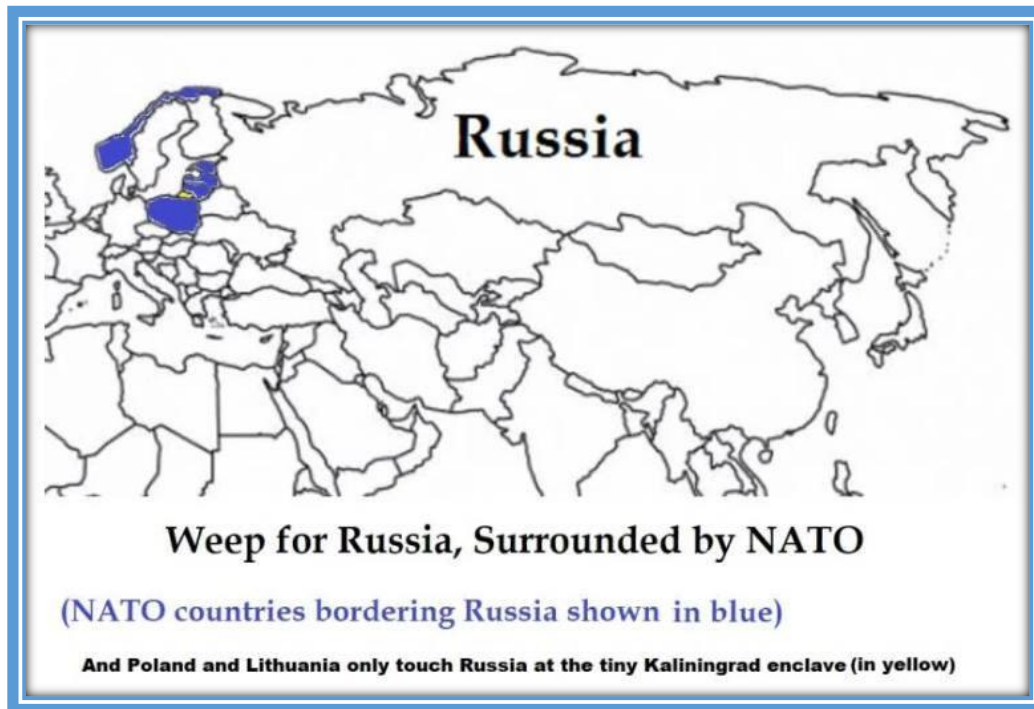 Russia
Weep for Russia, Surrounded by NATO
(NATO countries bordering Russia shown in blue)
And Poland and Lithuania only touch Russia at the tiny Kaliningrad enclave (in yellow)